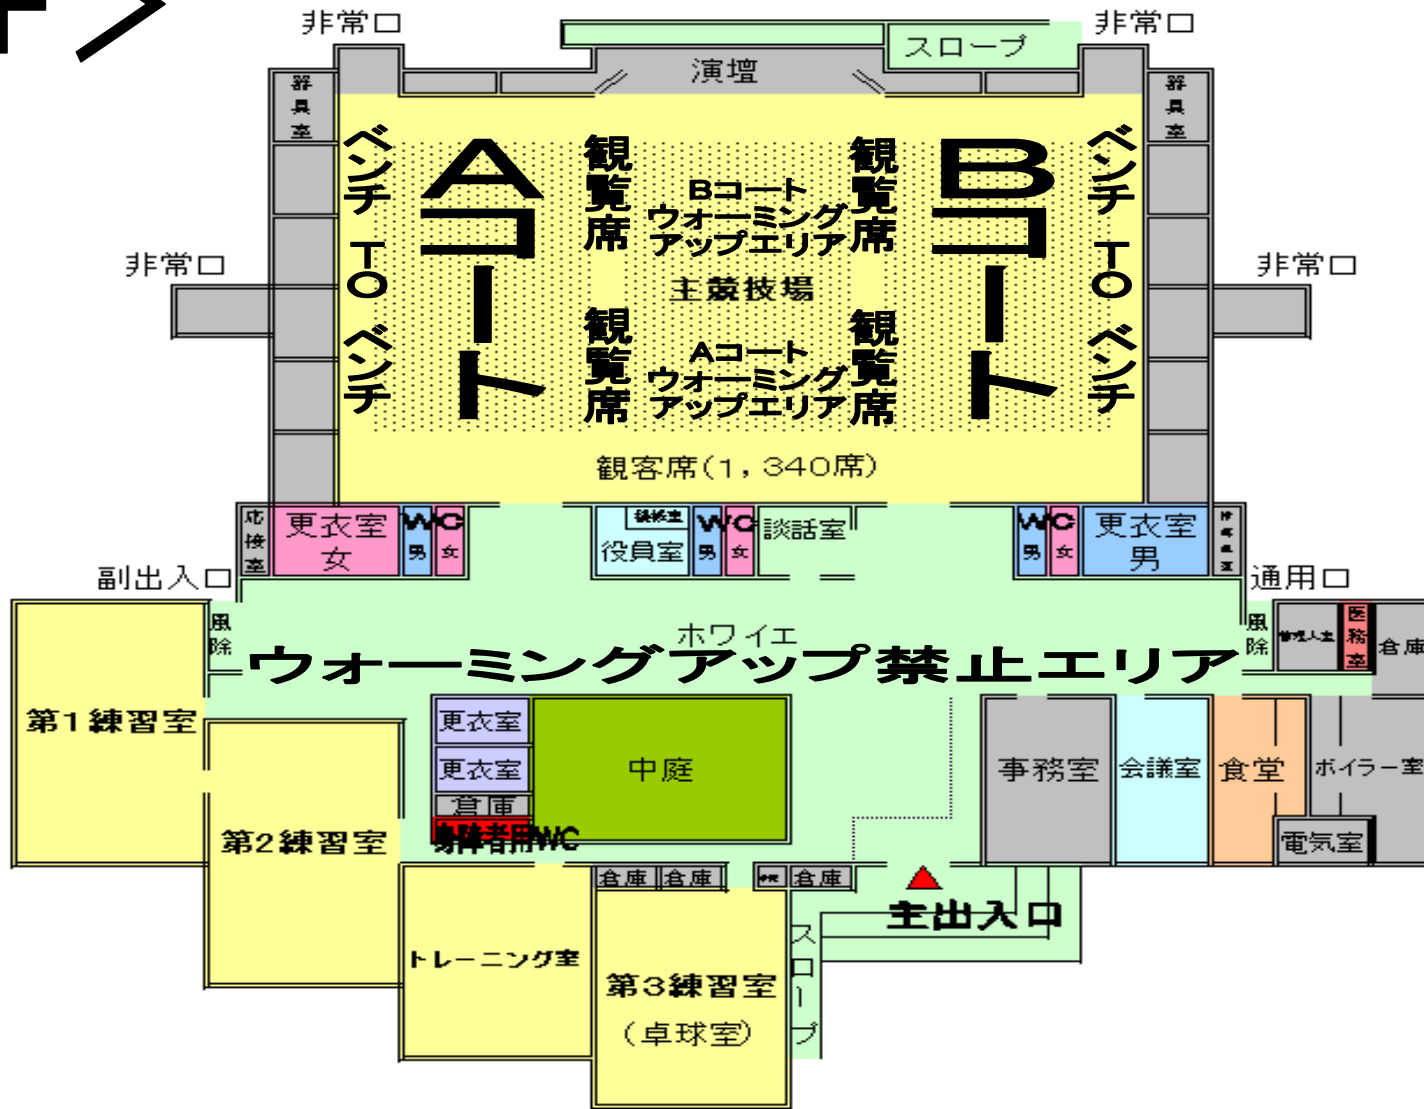 非常口
非常口
スロープ
演壇
器具室
器具室
ベンチ TO ベンチ
Aコート
観覧席
観覧席
Bコート
ウォーミング
アップエリア
主競技場
Aコート
ウォーミング
アップエリア
観覧席
観覧席
Bコート
ベンチ TO ベンチ
非常口
非常口
観客席(1,340席)
応接室
更衣室
女
WC
男
女
役員室
WC
男
女
談話室
WC
男
女
更衣室
男
副出入口
通用口
風除
ホワイエ
風除
管理人室
医務室
倉庫
ウォーミングアップ禁止エリア
第1練習室
第2練習室
更衣室
更衣室
倉庫
身障者用WC
中庭
事務室
会議室
食堂
ボイラー室
電気室
倉庫
倉庫
倉庫
主出入口
トレーニング室
第3練習室
(卓球室)
スロープ